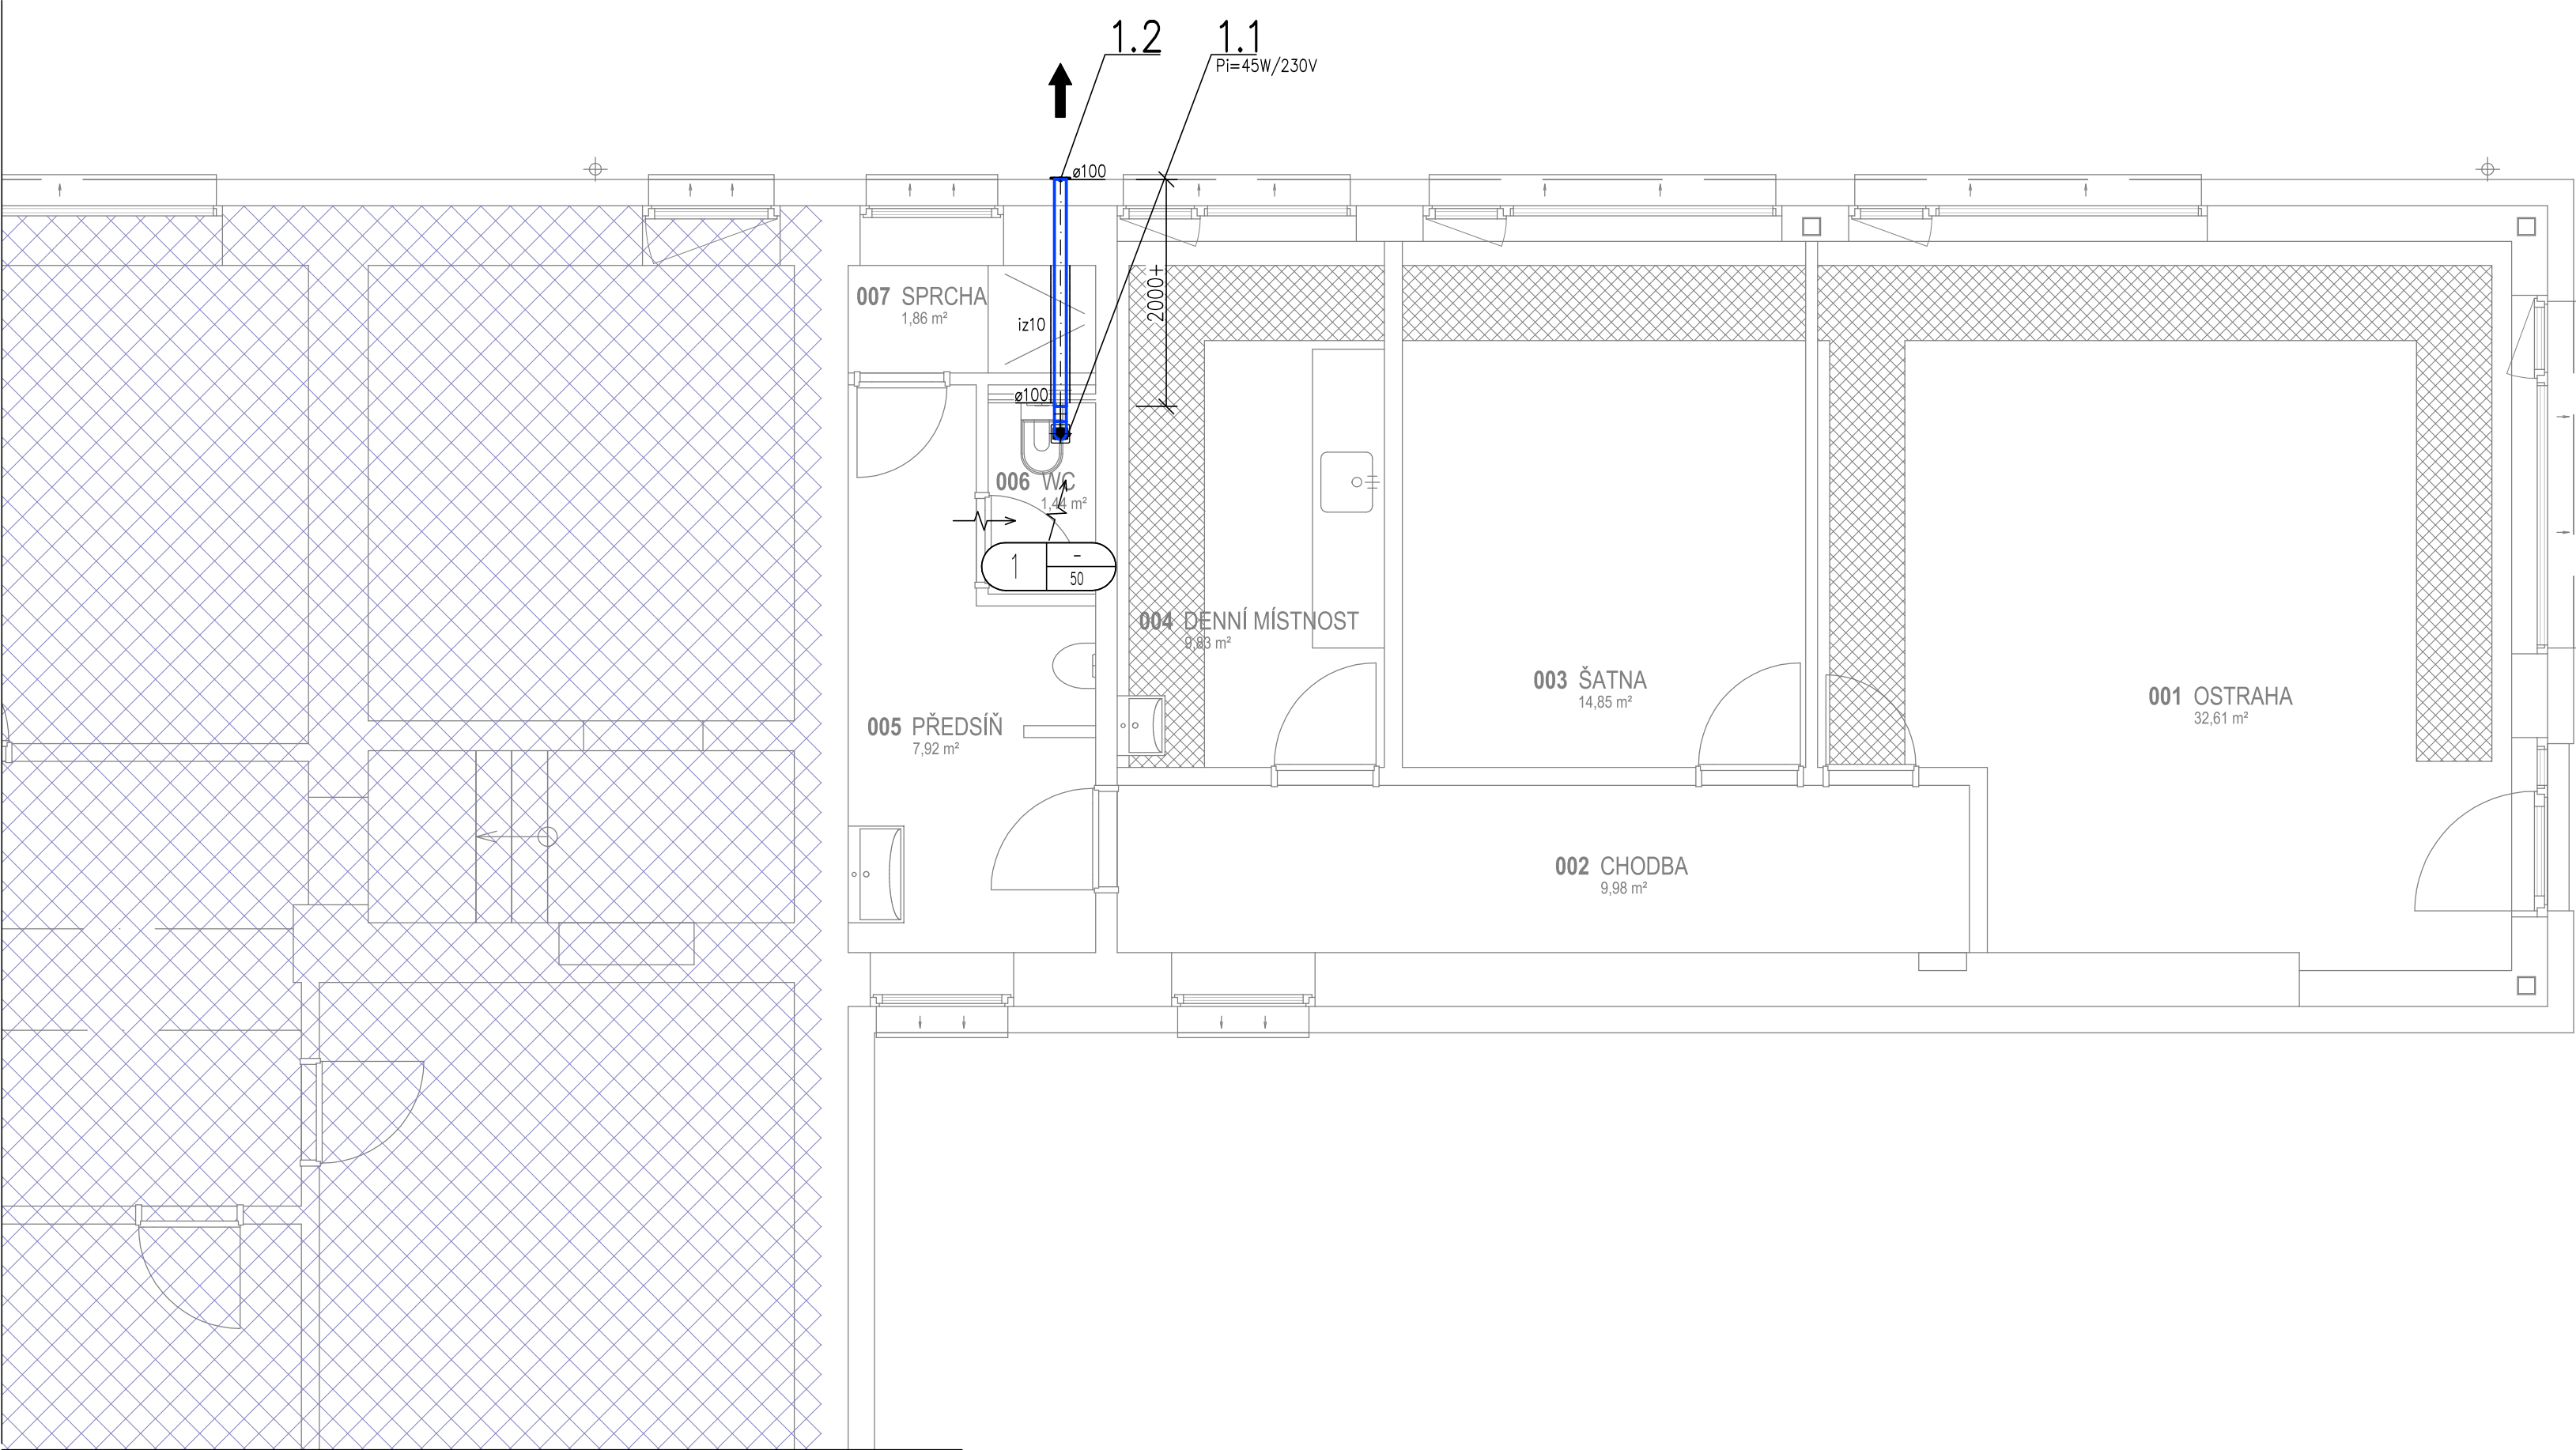 1.2
1.1
Pi=45W/230V
ø100
2000+
007 SPRCHA
1,86 m²
iz10
ø100
006 WC
1,44 m²
1
-
50
004 DENNÍ MÍSTNOST
9,83 m²
003 ŠATNA
14,85 m²
001 OSTRAHA
32,61 m²
005 PŘEDSÍŇ
7,92 m²
002 CHODBA
9,98 m²